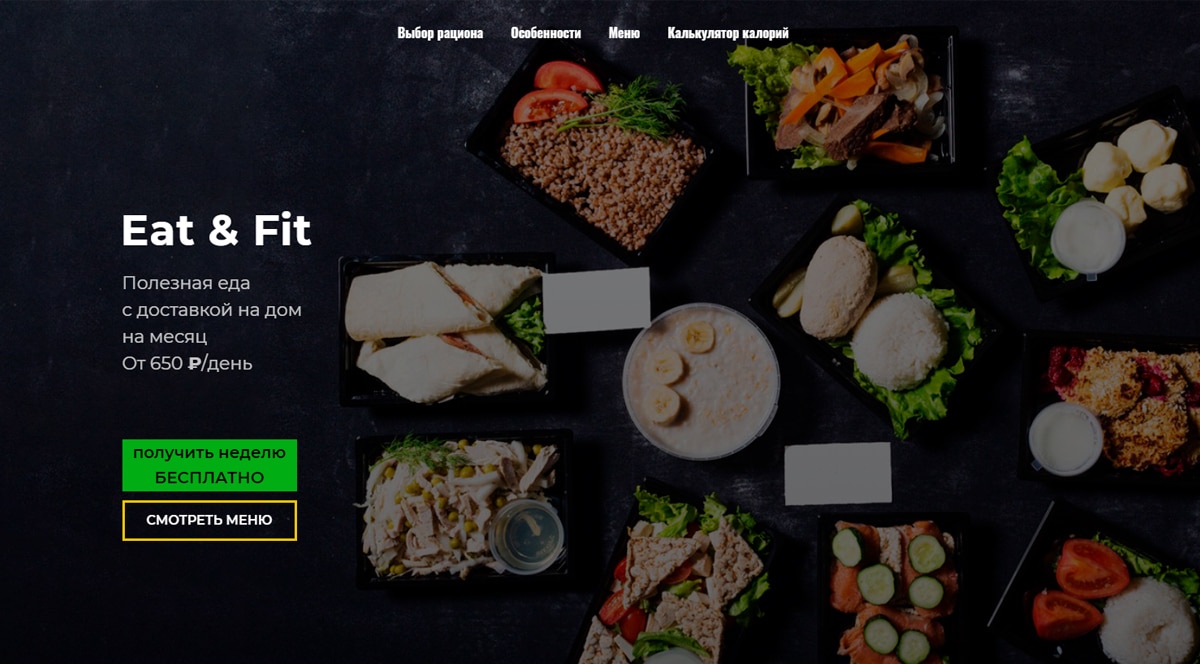 Выбор рациона Особенности Меню Калькулятор калорий
Eat & Fit
Полезная еда
с доставкой на дом
на месяц
От 650 ₽/день
получить неделю
БЕСПЛАТНО
СМОТРЕТЬ МЕНЮ